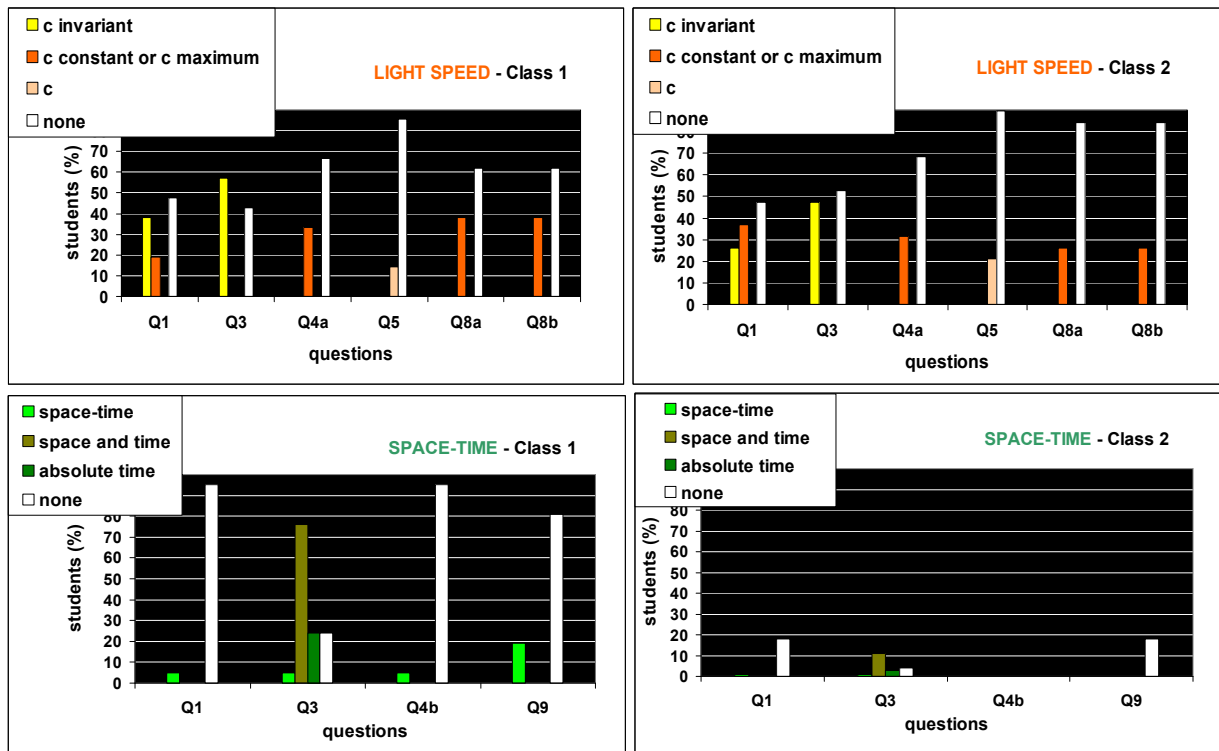 c invariant
c constant or c maximum
c
none
LIGHT SPEED - Class 1
students (%)
70
60
50
40
30
20
10
0
Q1 Q3 Q4a Q5 Q8a Q8b
questions
c invariant
c constant or c maximum
c
none
LIGHT SPEED - Class 2
students (%)
70
60
50
40
30
20
10
0
Q1 Q3 Q4a Q5 Q8a Q8b
questions
space-time
space and time
absolute time
none
SPACE-TIME - Class 1
students (%)
80
70
60
50
40
30
20
10
0
Q1 Q3 Q4b Q9
questions
space-time
space and time
absolute time
none
SPACE-TIME - Class 2
students (%)
80
70
60
50
40
30
20
10
0
Q1 Q3 Q4b Q9
questions